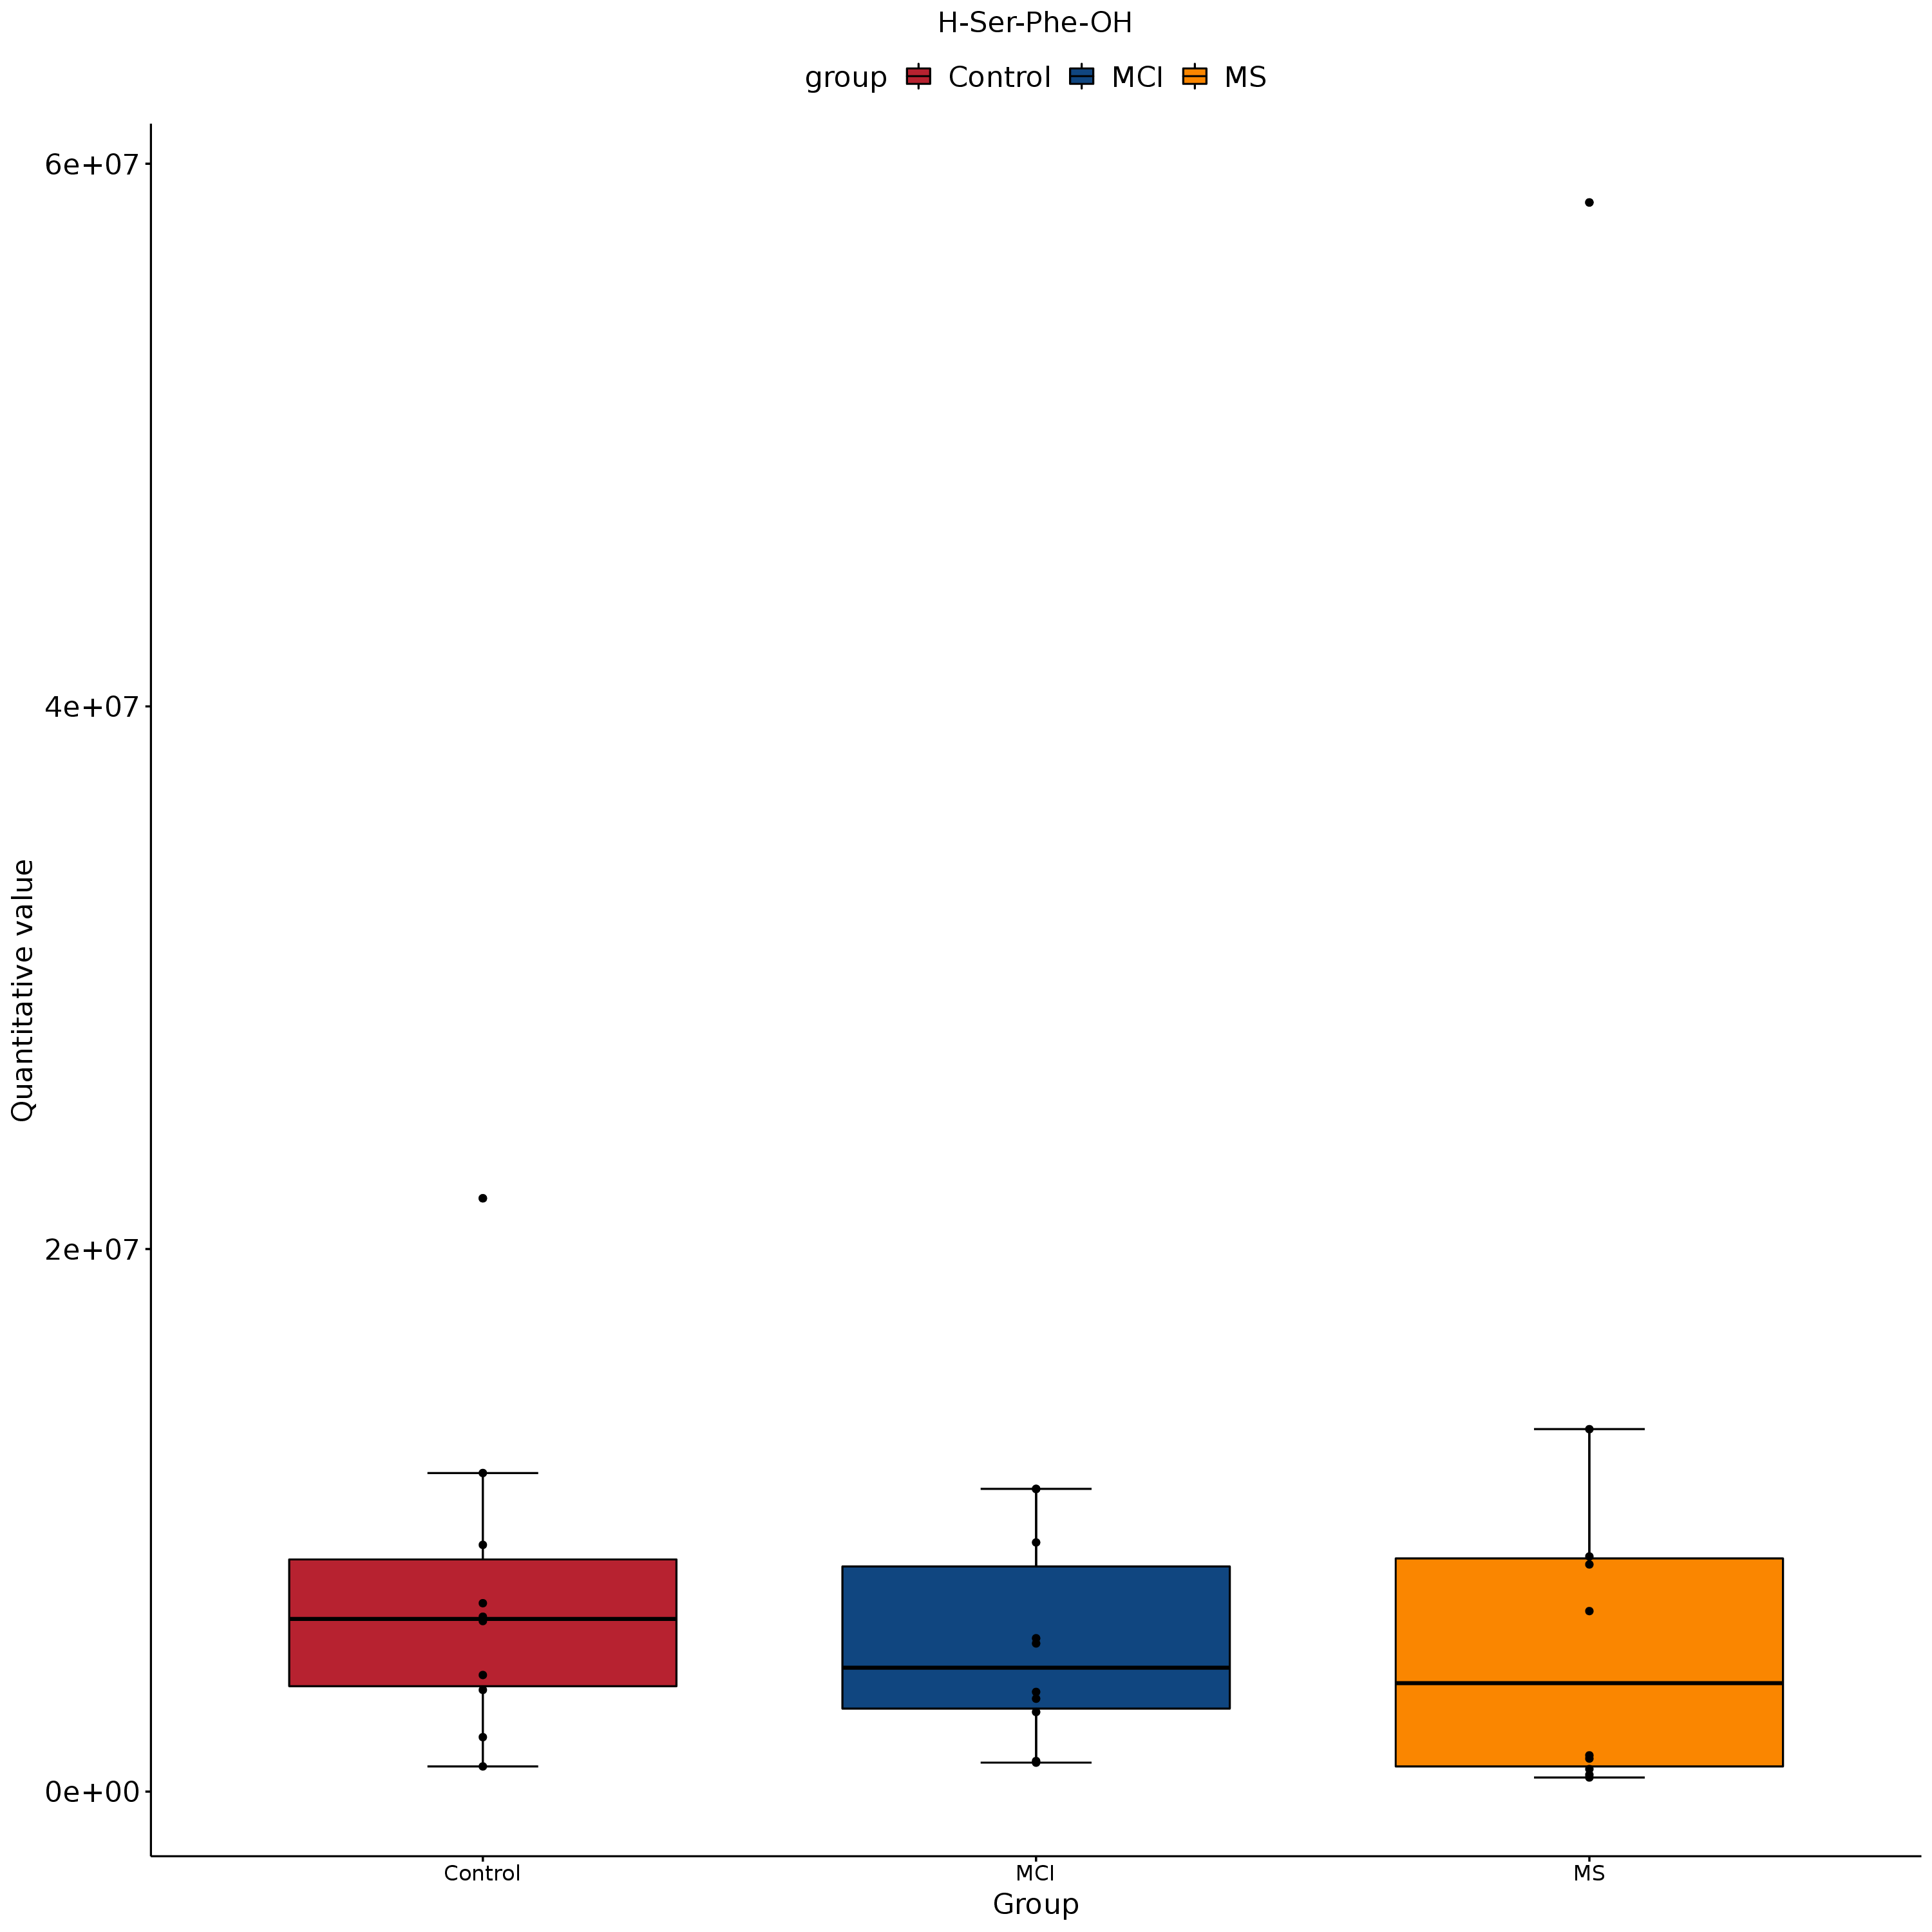 H-Ser-Phe-OH
group Control MCI MS
6e+07
4e+07
2e+07
0e+00
Quantitative value
Control MCI MS
Group